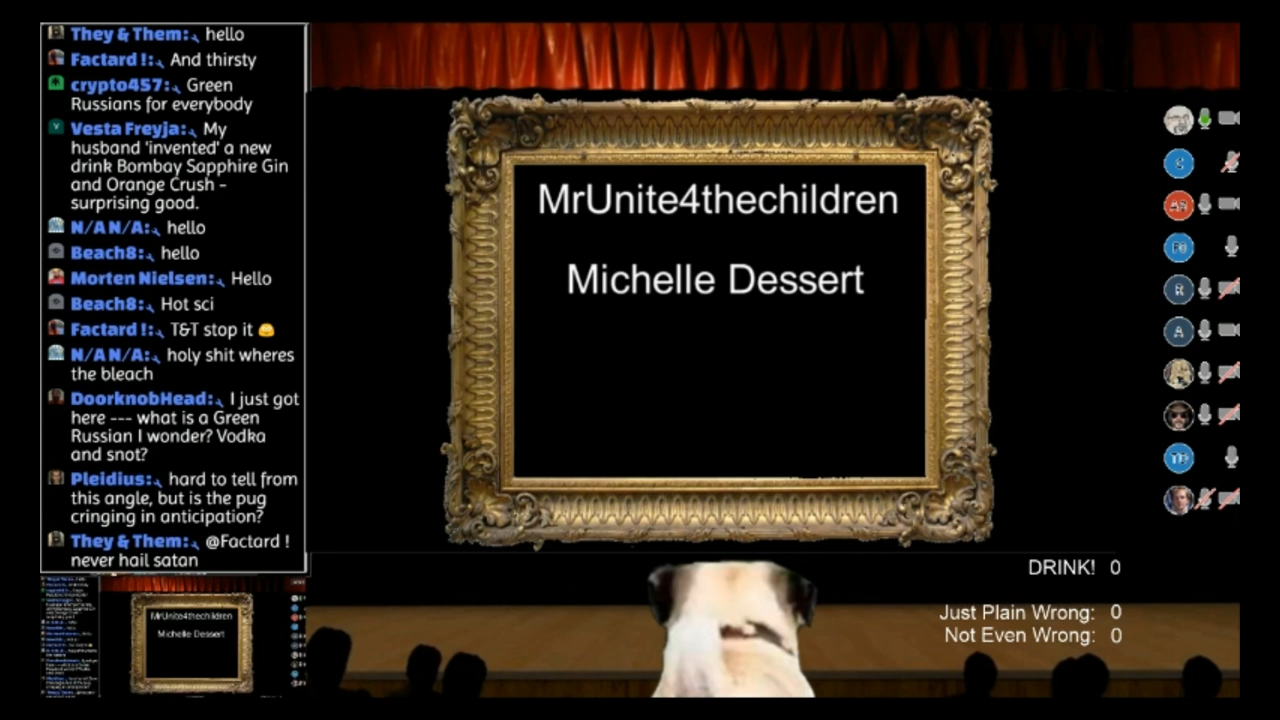 They & Them: hello
Factard !: And thirsty
crypto457: Green
Russians for everybody
Vesta Freyja: My
husband 'invented' a new
drink Bombay Sapphire Gin
and Orange Crush -
surprising good.
N/A N/A: hello
Beach8: hello
Morten Nielsen: Hello
Beach8: Hot sci
Factard !: T&T stop it
N/A N/A: holy shit wheres
the bleach
DoorknobHead: I just got
here --- what is a Green
Russian I wonder? Vodka
and snot?
Pleidius: hard to tell from
this angle, but is the pug
cringing in anticipation?
They & Them: @Factard !
never hail satan
MrUnite4thechildren
Michelle Dessert
DRINK! 0
Just Plain Wrong: 0
Not Even Wrong: 0
MrUnite4thechildren
Michelle Dessert